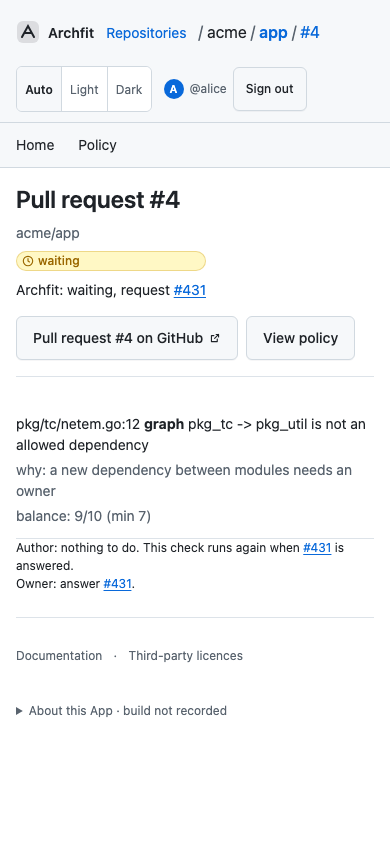 Archfit Repositories / acme / app / #4
Auto Light Dark A @alice Sign out
Home Policy
Pull request #4
acme/app
waiting
Archfit: waiting, request #431
Pull request #4 on GitHub View policy
pkg/tc/netem.go:12 graph pkg_tc -> pkg_util is not an
allowed dependency
why: a new dependency between modules needs an
owner
balance: 9/10 (min 7)
Author: nothing to do. This check runs again when #431 is
answered.
Owner: answer #431.
Documentation · Third-party licences
About this App · build not recorded